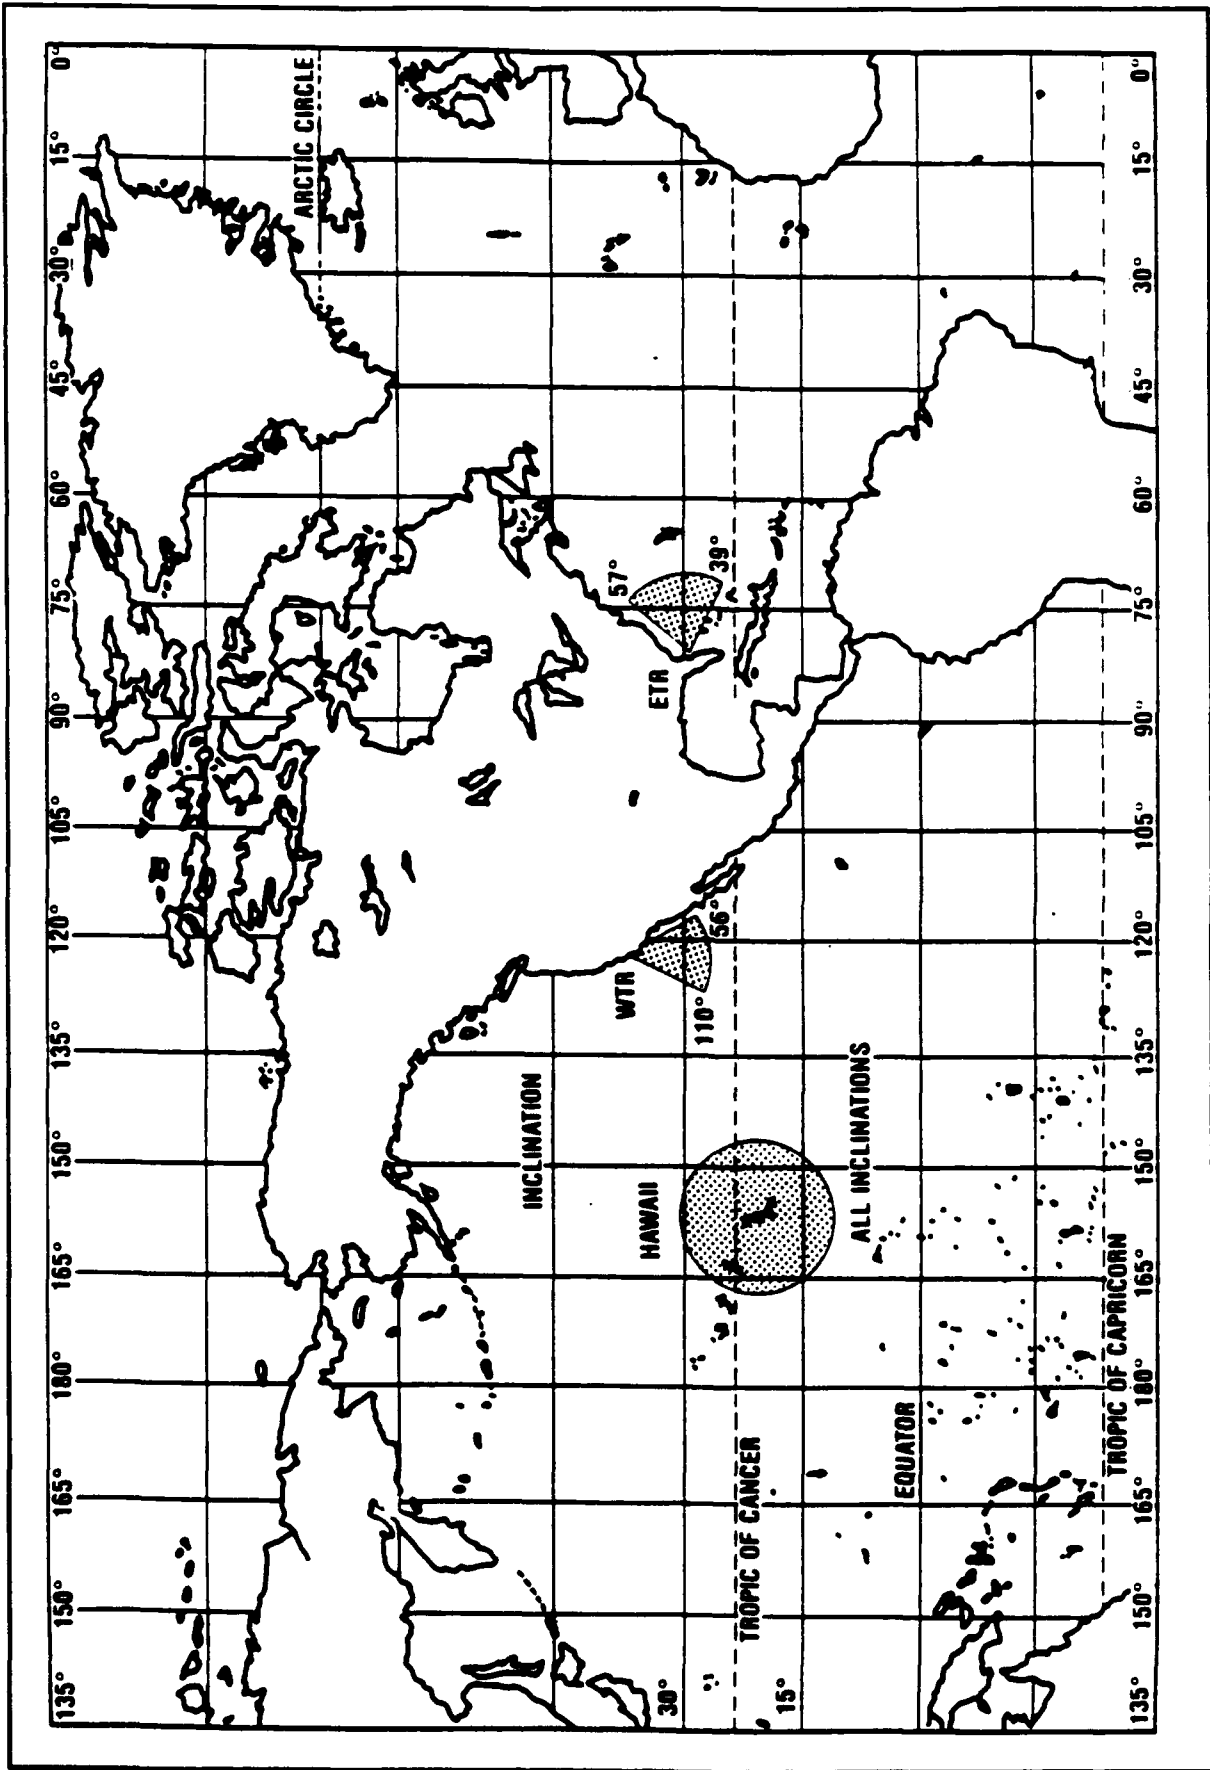 135° 150° 165° 180° 165° 150° 135° 120° 105° 90° 75° 60° 45° 30° 15° 0°
ARCTIC CIRCLE
INCLINATION
WTR
ETR
57°
39°
HAWAII
30°
110°
56°
TROPIC OF CANCER
15°
ALL INCLINATIONS
EQUATOR
TROPIC OF CAPRICORN
135° 150° 165° 180° 165° 150° 135° 120° 105° 90° 75° 60° 45° 30° 15° 0°